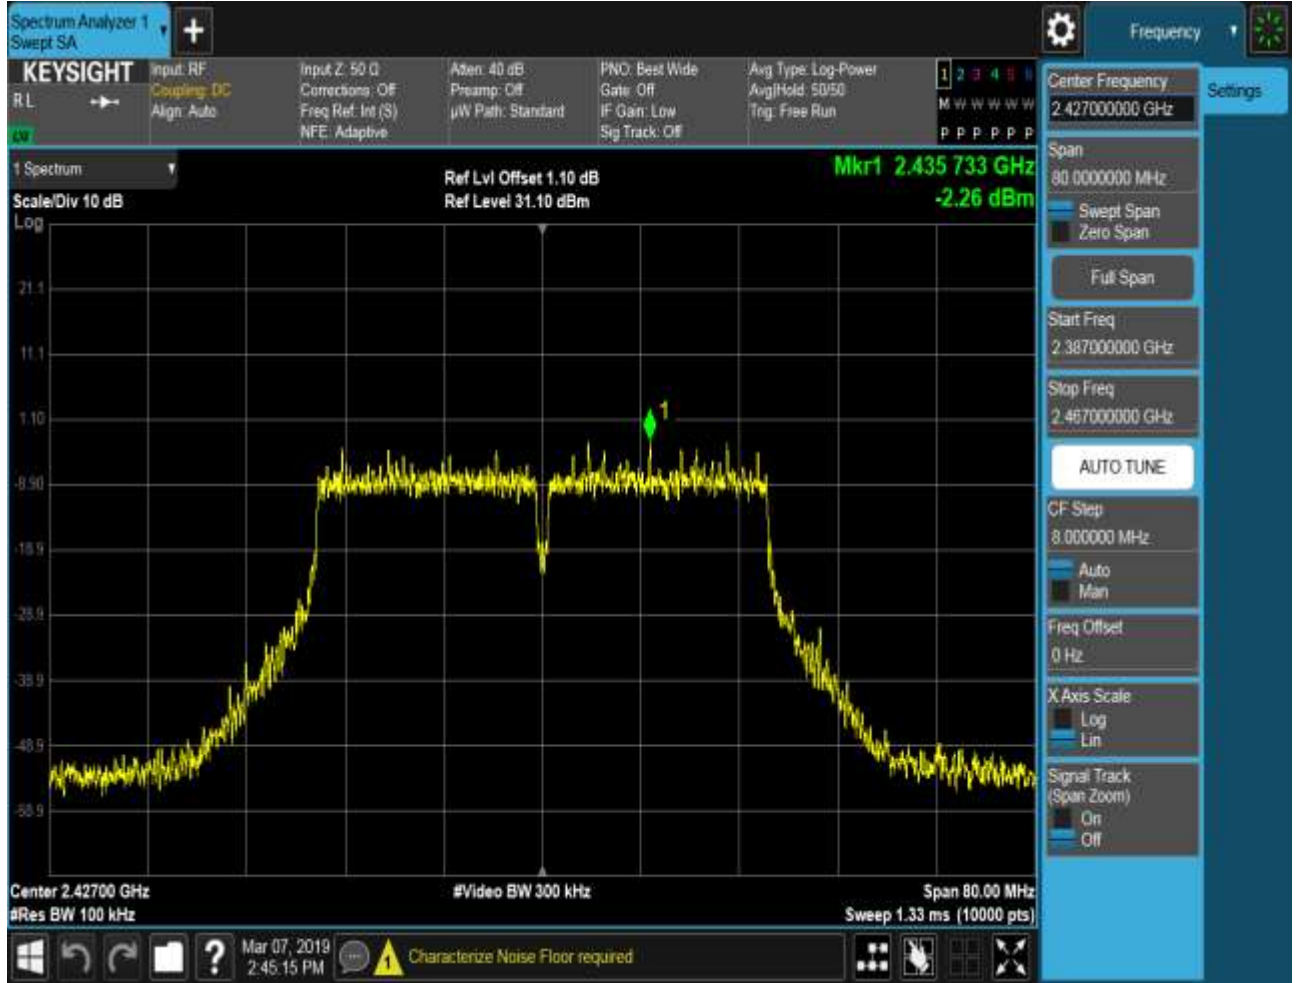 Spectrum Analyzer 1
Swept SA
+
Frequency
KEYSIGHT
RL
Input: RF
Coupling: DC
Align: Auto
Input Z: 50 Ω
Corrections: Off
Freq Ref: Int (S)
NFE: Adaptive
Atten: 40 dB
Preamp: Off
µW Path: Standard
PNO: Best Wide
Gate: Off
IF Gain: Low
Sig Track: Off
Avg Type: Log-Power
Avg|Hold: 50/50
Trig: Free Run
1 2 3 4 5 6
M W W W W W
P P P P P P
1 Spectrum
Scale/Div 10 dB
Log
Ref Lvl Offset 1.10 dB
Ref Level 31.10 dBm
Mkr1 2.435 733 GHz
-2.26 dBm
21.1
11.1
1.10
-8.90
-18.9
-28.9
-38.9
-48.9
-58.9
1
Center 2.42700 GHz
#Res BW 100 kHz
#Video BW 300 kHz
Span 80.00 MHz
Sweep 1.33 ms (10000 pts)
Settings
Center Frequency
2.427000000 GHz
Span
80.0000000 MHz
Swept Span
Zero Span
Full Span
Start Freq
2.387000000 GHz
Stop Freq
2.467000000 GHz
AUTO TUNE
CF Step
8.000000 MHz
Auto
Man
Freq Offset
0 Hz
X Axis Scale
Log
Lin
Signal Track
(Span Zoom)
On
Off
?
Mar 07, 2019
2:45:15 PM
1
Characterize Noise Floor required